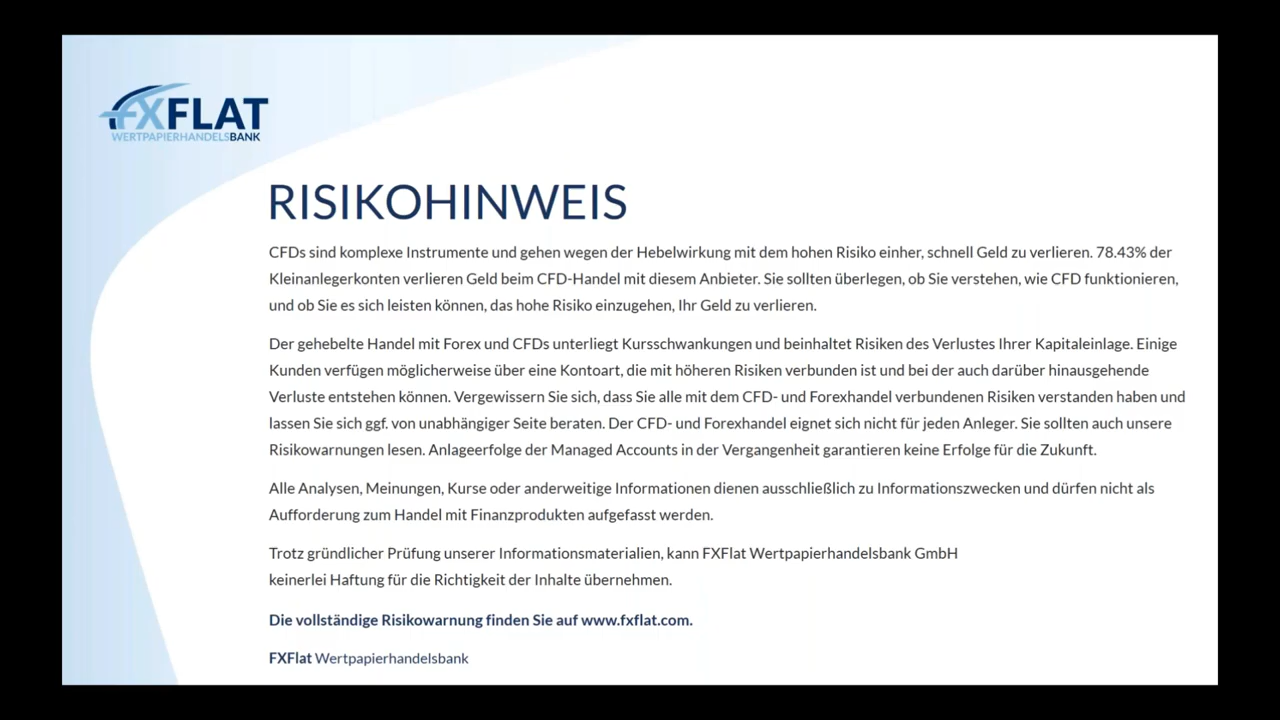 FXFLAT
WERTPAPIERHANDELSBANK
RISIKOHINWEIS
CFDs sind komplexe Instrumente und gehen wegen der Hebelwirkung mit dem hohen Risiko einher, schnell Geld zu verlieren. 78.43% der
Kleinanlegerkonten verlieren Geld beim CFD-Handel mit diesem Anbieter. Sie sollten überlegen, ob Sie verstehen, wie CFD funktionieren,
und ob Sie es sich leisten können, das hohe Risiko einzugehen, Ihr Geld zu verlieren.
Der gehebelte Handel mit Forex und CFDs unterliegt Kursschwankungen und beinhaltet Risiken des Verlustes Ihrer Kapitaleinlage. Einige
Kunden verfügen möglicherweise über eine Kontoart, die mit höheren Risiken verbunden ist und bei der auch darüber hinausgehende
Verluste entstehen können. Vergewissern Sie sich, dass Sie alle mit dem CFD- und Forexhandel verbundenen Risiken verstanden haben und
lassen Sie sich ggf. von unabhängiger Seite beraten. Der CFD- und Forexhandel eignet sich nicht für jeden Anleger. Sie sollten auch unsere
Risikowarnungen lesen. Anlageerfolge der Managed Accounts in der Vergangenheit garantieren keine Erfolge für die Zukunft.
Alle Analysen, Meinungen, Kurse oder anderweitige Informationen dienen ausschließlich zu Informationszwecken und dürfen nicht als
Aufforderung zum Handel mit Finanzprodukten aufgefasst werden.
Trotz gründlicher Prüfung unserer Informationsmaterialien, kann FXFlat Wertpapierhandelsbank GmbH
keinerlei Haftung für die Richtigkeit der Inhalte übernehmen.
Die vollständige Risikowarnung finden Sie auf www.fxflat.com.
FXFlat Wertpapierhandelsbank